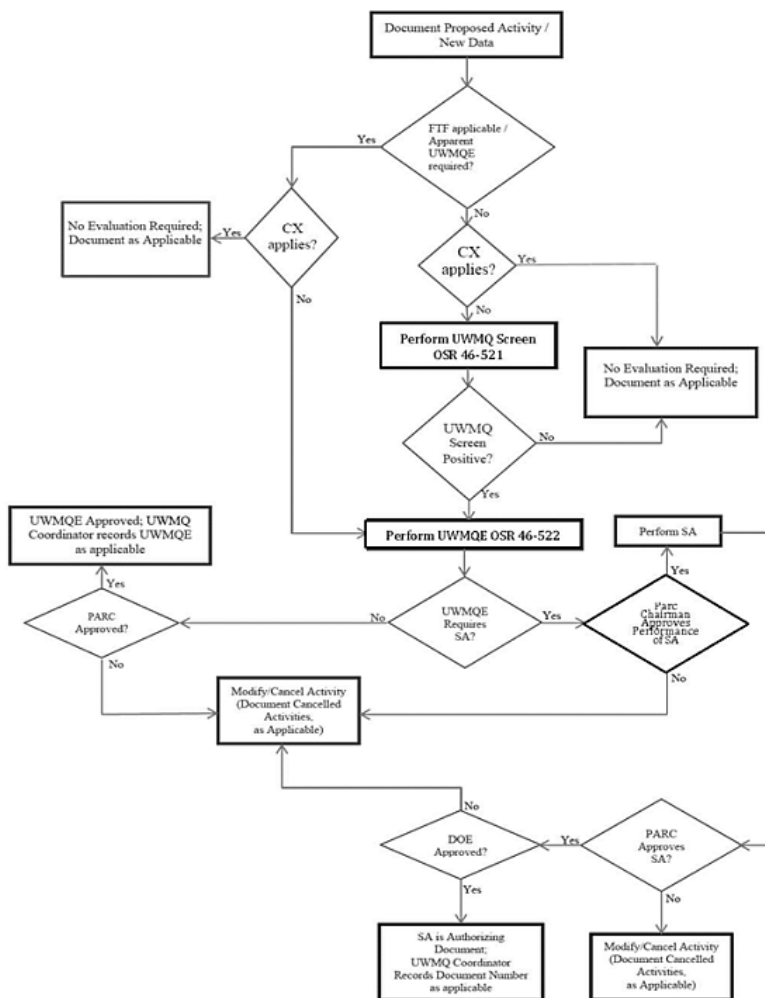 Document Proposed Activity /
New Data
FTF applicable /
Apparent
UWMQE
required?
Yes
No
CX
applies?
Yes
No
No Evaluation Required;
Document as Applicable
CX
applies?
Yes
No
Perform UWMQ Screen
OSR 46-521
No Evaluation Required;
Document as Applicable
UWMQ
Screen
Positive?
No
Yes
Perform UWMQE OSR 46-522
UWMQE Approved; UWMQ
Coordinator records UWMQE
as applicable
Perform SA
Yes
Yes
PARC
Approved?
No
No
UWMQE
Requires
SA?
Yes
Parc
Chairman
Approves
Performance
of SA
No
Modify/Cancel Activity
(Document Cancelled
Activities,
as Applicable)
No
DOE
Approved?
Yes
Yes
PARC
Approves
SA?
No
SA is Authorizing
Document;
UWMQ Coordinator
Records Document Number
as applicable
Modify/Cancel Activity
(Document Cancelled
Activities,
as Applicable)